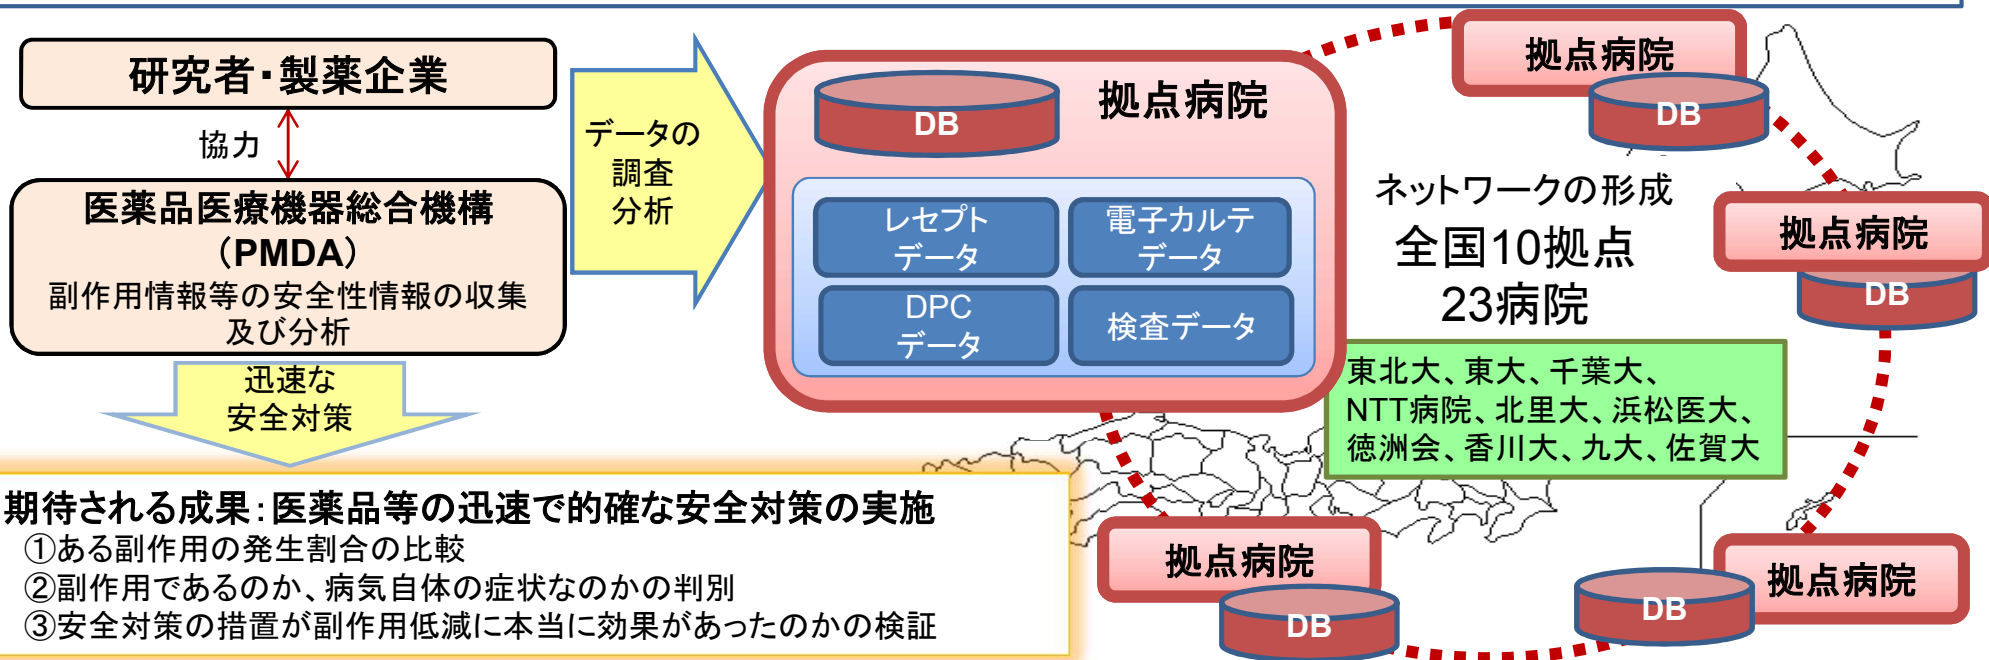 研究者・製薬企業
協力
医薬品医療機器総合機構
（PMDA）
副作用情報等の安全性情報の収集
及び分析
迅速な
安全対策
データの
調査
分析
DB
拠点病院
レセプト
データ
電子カルテ
データ
DPC
データ
検査データ
拠点病院
DB
ネットワークの形成
全国10拠点
23病院
拠点病院
DB
東北大、東大、千葉大、
NTT病院、北里大、浜松医大、
徳洲会、香川大、九大、佐賀大
拠点病院
DB
拠点病院
DB
期待される成果：医薬品等の迅速で的確な安全対策の実施
①ある副作用の発生割合の比較
②副作用であるのか、病気自体の症状なのかの判別
③安全対策の措置が副作用低減に本当に効果があったのかの検証